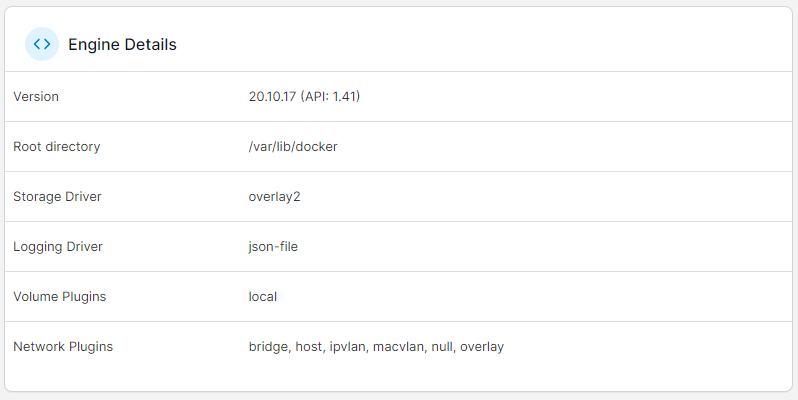 Engine Details
Version 20.10.17 (API: 1.41)
Root directory /var/lib/docker
Storage Driver overlay2
Logging Driver json-file
Volume Plugins local
Network Plugins bridge, host, ipvlan, macvlan, null, overlay